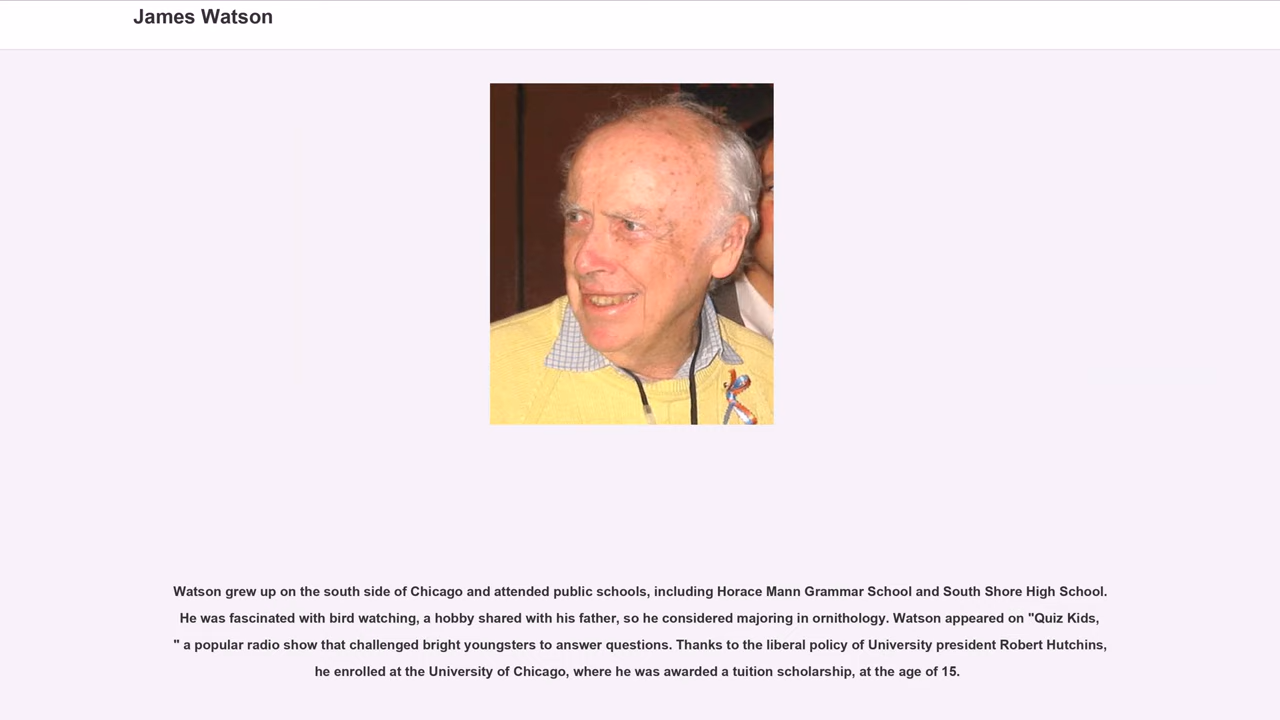 James Watson
Watson grew up on the south side of Chicago and attended public schools, including Horace Mann Grammar School and South Shore High School.
He was fascinated with bird watching, a hobby shared with his father, so he considered majoring in ornithology. Watson appeared on "Quiz Kids,
" a popular radio show that challenged bright youngsters to answer questions. Thanks to the liberal policy of University president Robert Hutchins,
he enrolled at the University of Chicago, where he was awarded a tuition scholarship, at the age of 15.